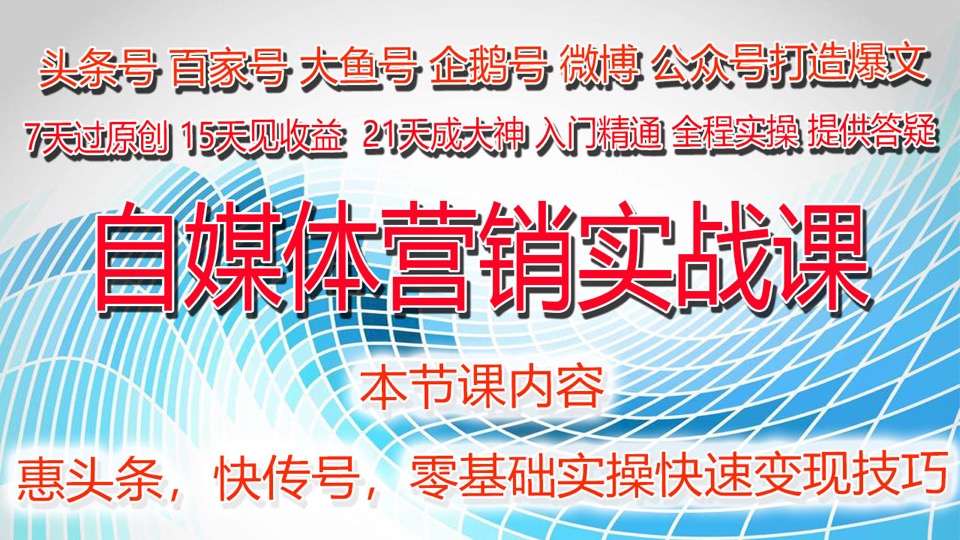 头条号 百家号 大鱼号 企鹅号 微博 公众号打造爆文
7天过原创 15天见收益 21天成大神 入门精通 全程实操 提供答疑
自媒体营销实战课
本节课内容
惠头条，快传号，零基础实操快速变现技巧